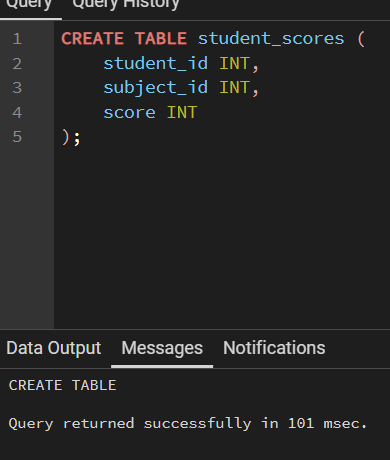 Query Query History
1 CREATE TABLE student_scores (
2 student_id INT,
3 subject_id INT,
4 score INT
5 );
Data Output Messages Notifications
CREATE TABLE
Query returned successfully in 101 msec.